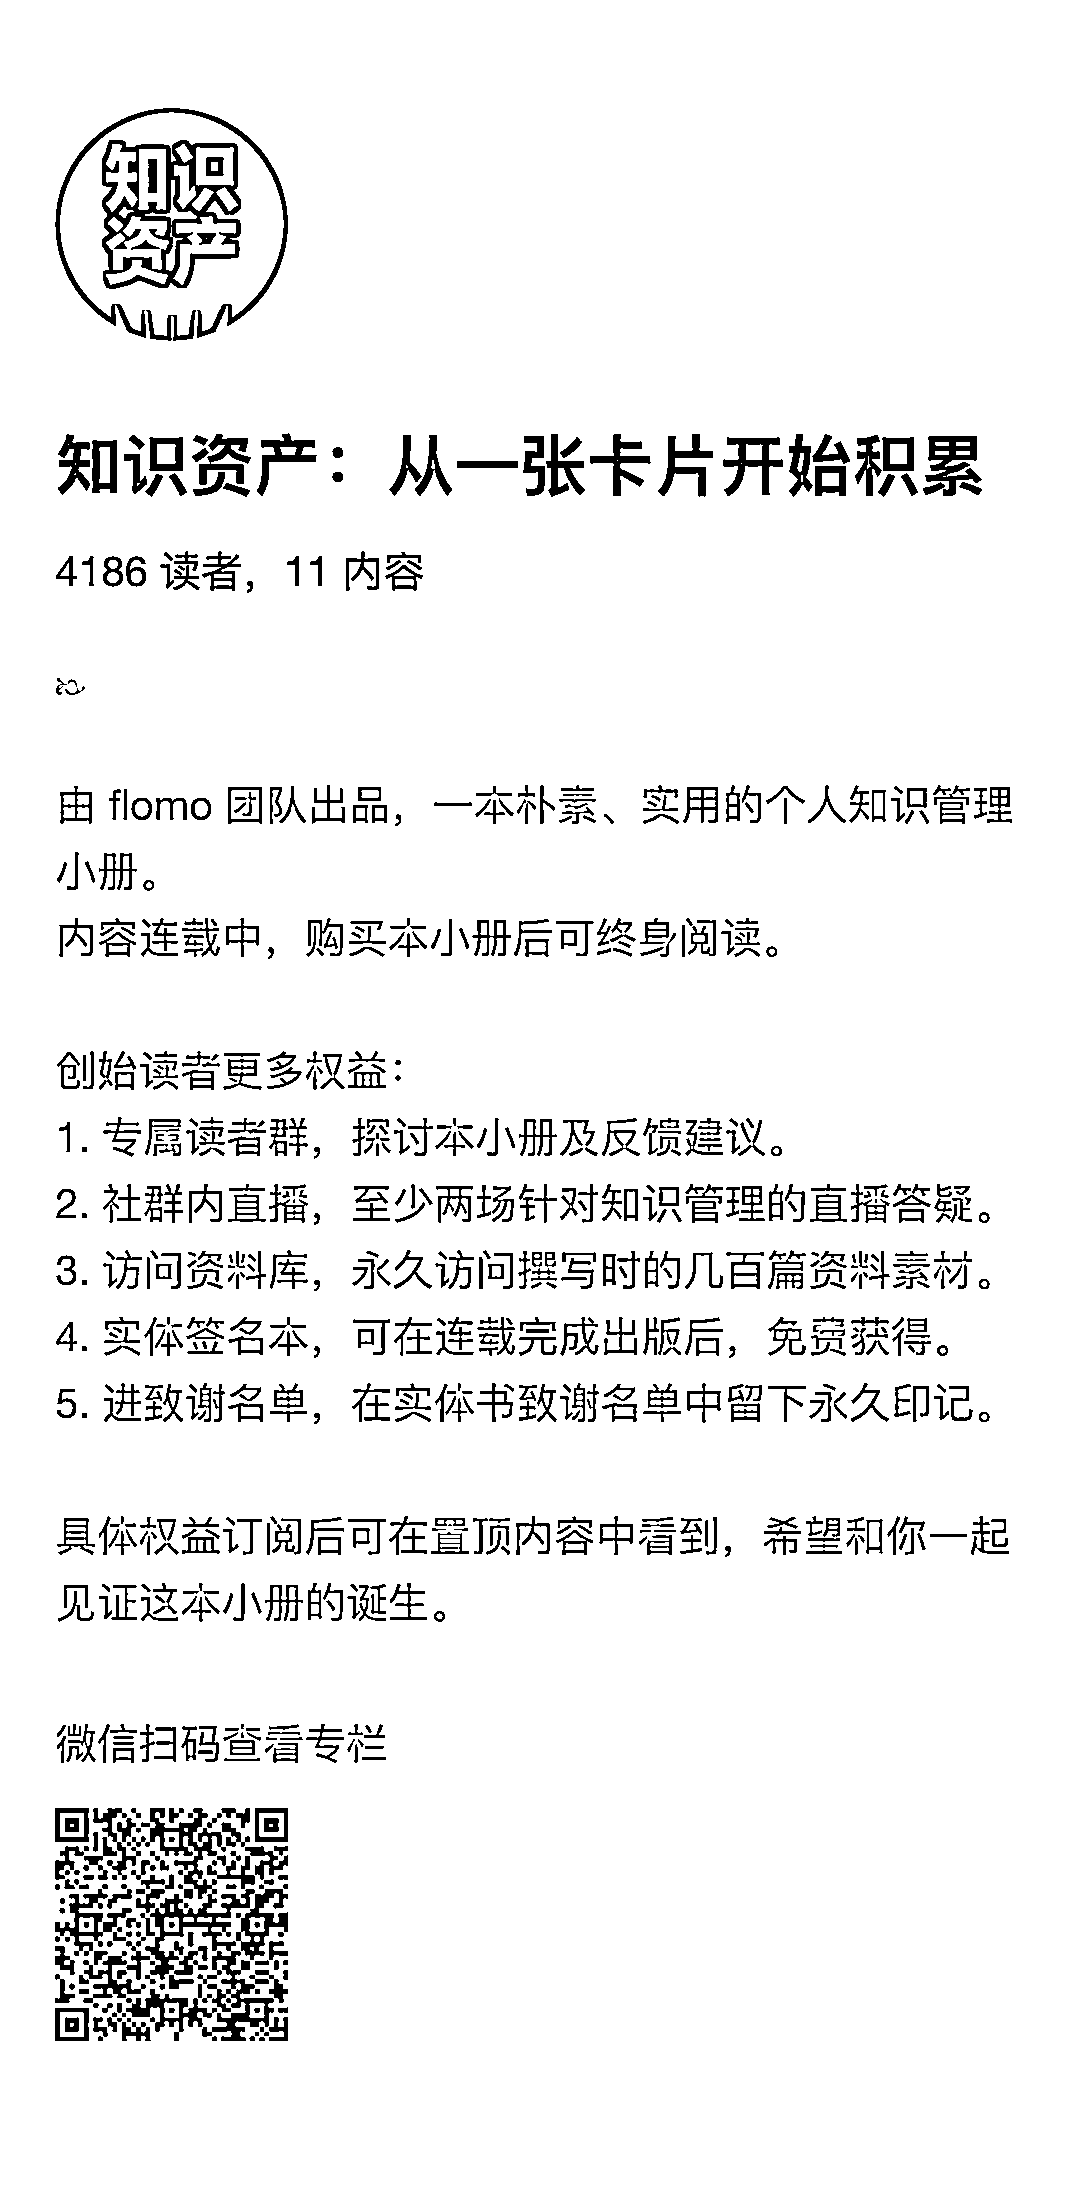 知识
资产
知识资产：从一张卡片开始积累
4186 读者，11 内容
由 flomo 团队出品，一本朴素、实用的个人知识管理
小册。
内容连载中，购买本小册后可终身阅读。
创始读者更多权益：
1. 专属读者群，探讨本小册及反馈建议。
2. 社群内直播，至少两场针对知识管理的直播答疑。
3. 访问资料库，永久访问撰写时的几百篇资料素材。
4. 实体签名本，可在连载完成出版后，免费获得。
5. 进致谢名单，在实体书致谢名单中留下永久印记。
具体权益订阅后可在置顶内容中看到，希望和你一起
见证这本小册的诞生。
微信扫码查看专栏